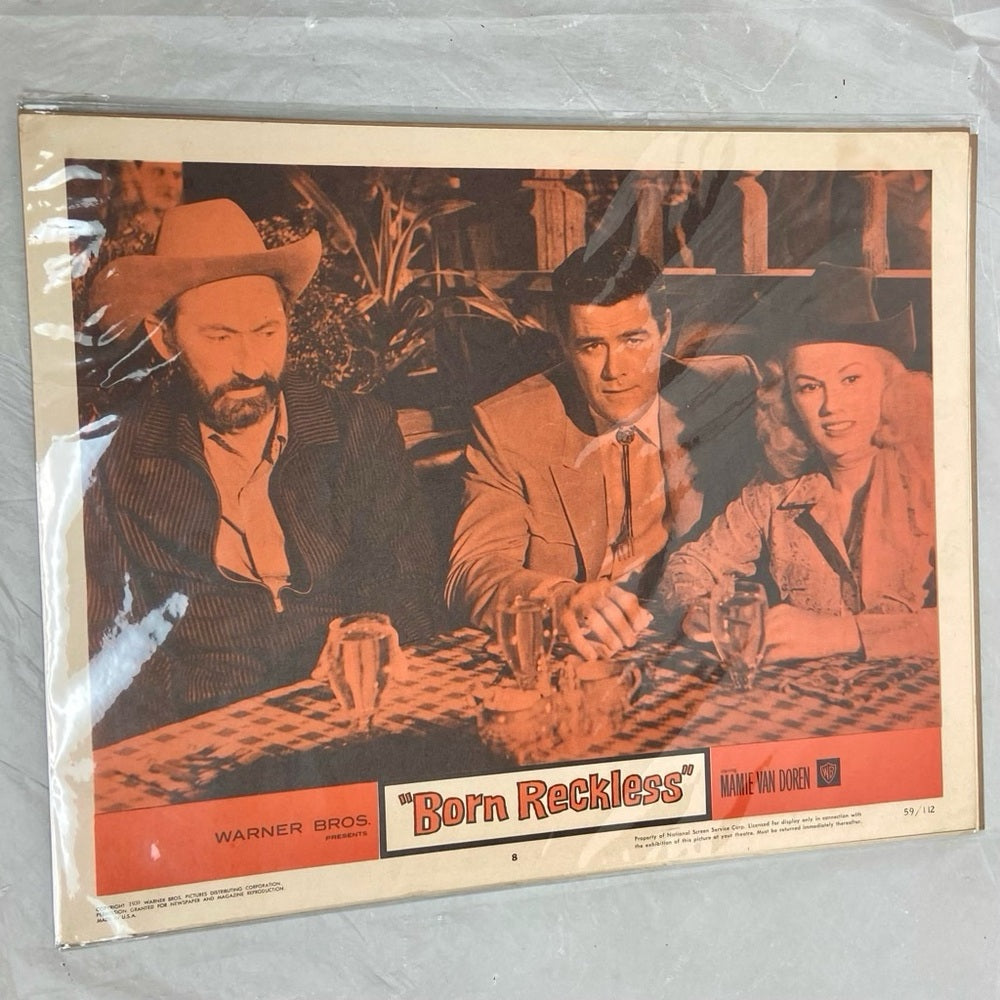 WARNER BROS.
PRESENTS
"Born Reckless"
starring
MAMIE VAN DOREN
WB
8
Property of National Screen Service Corp. Licensed for display only in connection with
the exhibition of this picture at your theatre. Must be returned immediately thereafter.
59/112
COPYRIGHT 1959 WARNER BROS. PICTURES DISTRIBUTING CORPORATION.
PERMISSION GRANTED FOR NEWSPAPER AND MAGAZINE REPRODUCTION.
MADE IN U.S.A.